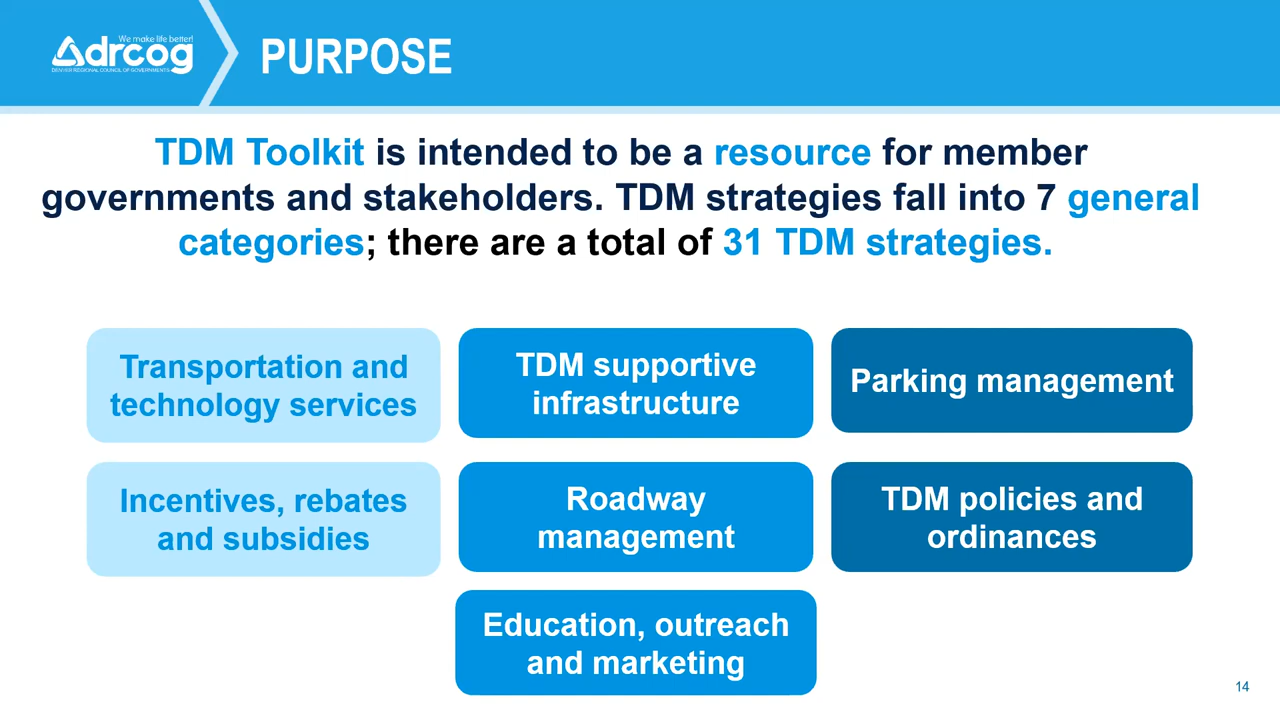 We make life better!
drcog
DENVER REGIONAL COUNCIL OF GOVERNMENTS
PURPOSE
TDM Toolkit is intended to be a resource for member
governments and stakeholders. TDM strategies fall into 7 general
categories; there are a total of 31 TDM strategies.
Transportation and
technology services
TDM supportive
infrastructure
Parking management
Incentives, rebates
and subsidies
Roadway
management
TDM policies and
ordinances
Education, outreach
and marketing
14